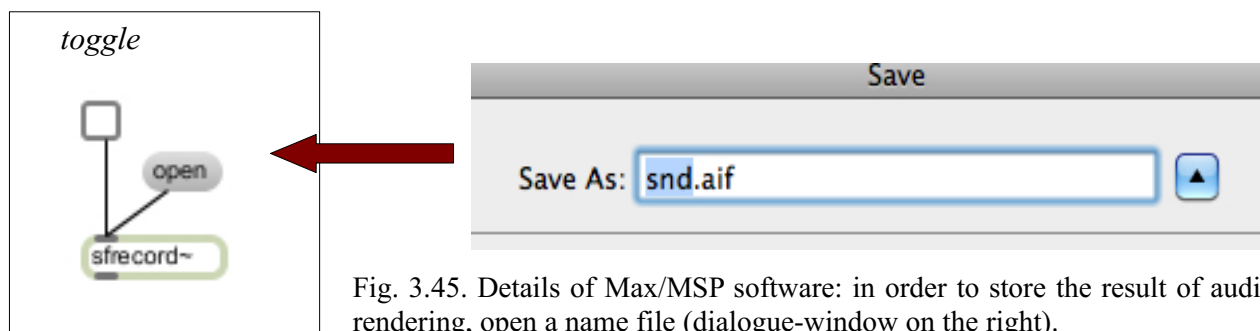 toggle
open
sfrecord~
Save
Save As: snd.aif
Fig. 3.45. Details of Max/MSP software: in order to store the result of audi
rendering, open a name file (dialogue-window on the right).